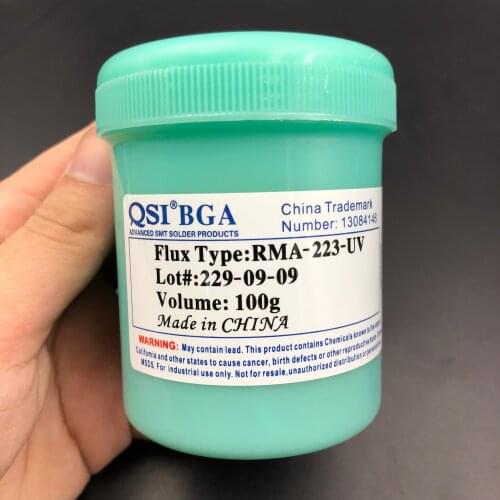 QSI® BGA
ADVANCED SMT SOLDER PRODUCTS
China Trademark
Number: 13084146
Flux Type:RMA-223-UV
Lot#:229-09-09
Volume: 100g
Made in CHINA
WARNING: May contain lead. This product contains Chemicals known to the
California and other states to cause cancer, birth defects or other reproductive
MSDS. For industrial use only. Not for resale, unauthorized distribution or